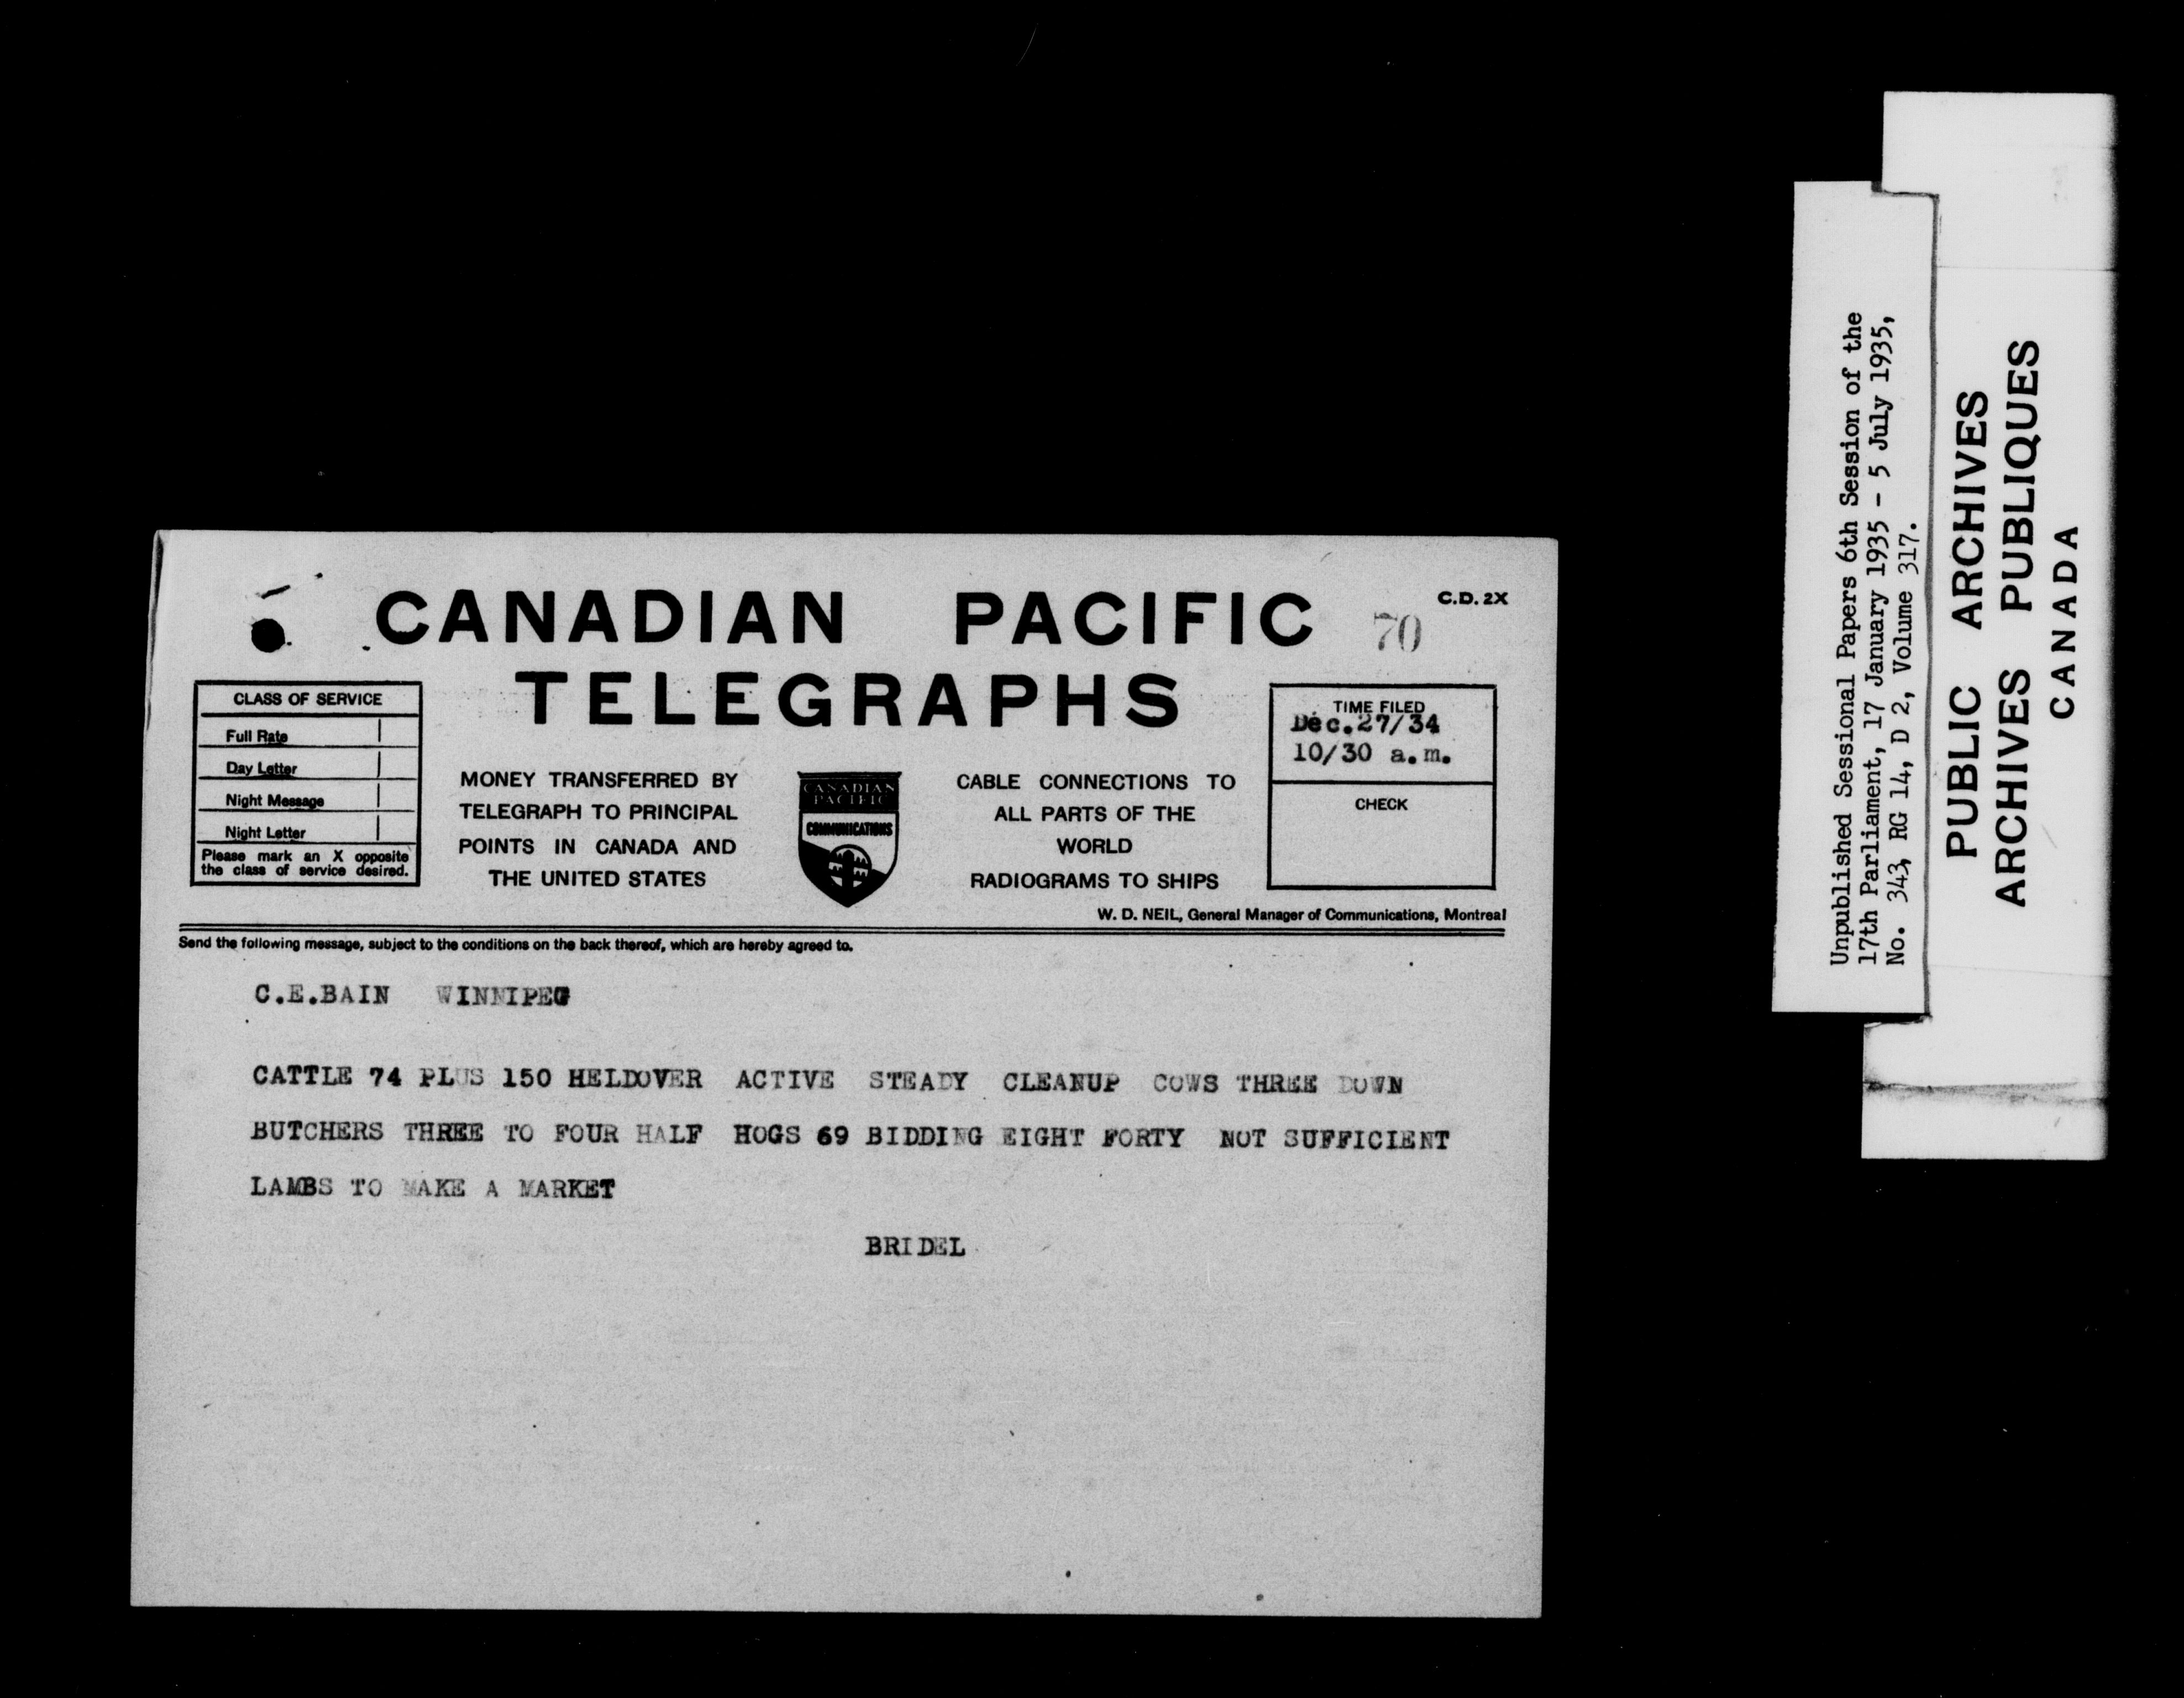 CANADIAN PACIFIC
C.D. 2X
70
TELEGRAPHS
CLASS OF SERVICE
Full Rate
Day Letter
Night Message
Night Letter
Please mark an X opposite
the class of service desired.
MONEY TRANSFERRED BY
TELEGRAPH TO PRINCIPAL
POINTS IN CANADA AND
THE UNITED STATES
CANADIAN
PACIFIC
COMMUNICATIONS
CABLE CONNECTIONS TO
ALL PARTS OF THE
WORLD
RADIOGRAMS TO SHIPS
TIME FILED
Dec.27/34
10/30 a.m.
CHECK
W. D. NEIL, General Manager of Communications, Montreal
Send the following message, subject to the conditions on the back thereof, which are hereby agreed to.
C.E.BAIN WINNIPEG
CATTLE 74 PLUS 150 HELDOVER ACTIVE STEADY CLEANUP COWS THREE DOWN
BUTCHERS THREE TO FOUR HALF HOGS 69 BIDDING EIGHT FORTY NOT SUFFICIENT
LAMBS TO MAKE A MARKET
BRIDEL
Unpublished Sessional Papers 6th Session of the
17th Parliament, 17 January 1935 - 5 July 1935,
No. 343, RG 14, D 2, Volume 317.
PUBLIC ARCHIVES
ARCHIVES PUBLIQUES
CANADA